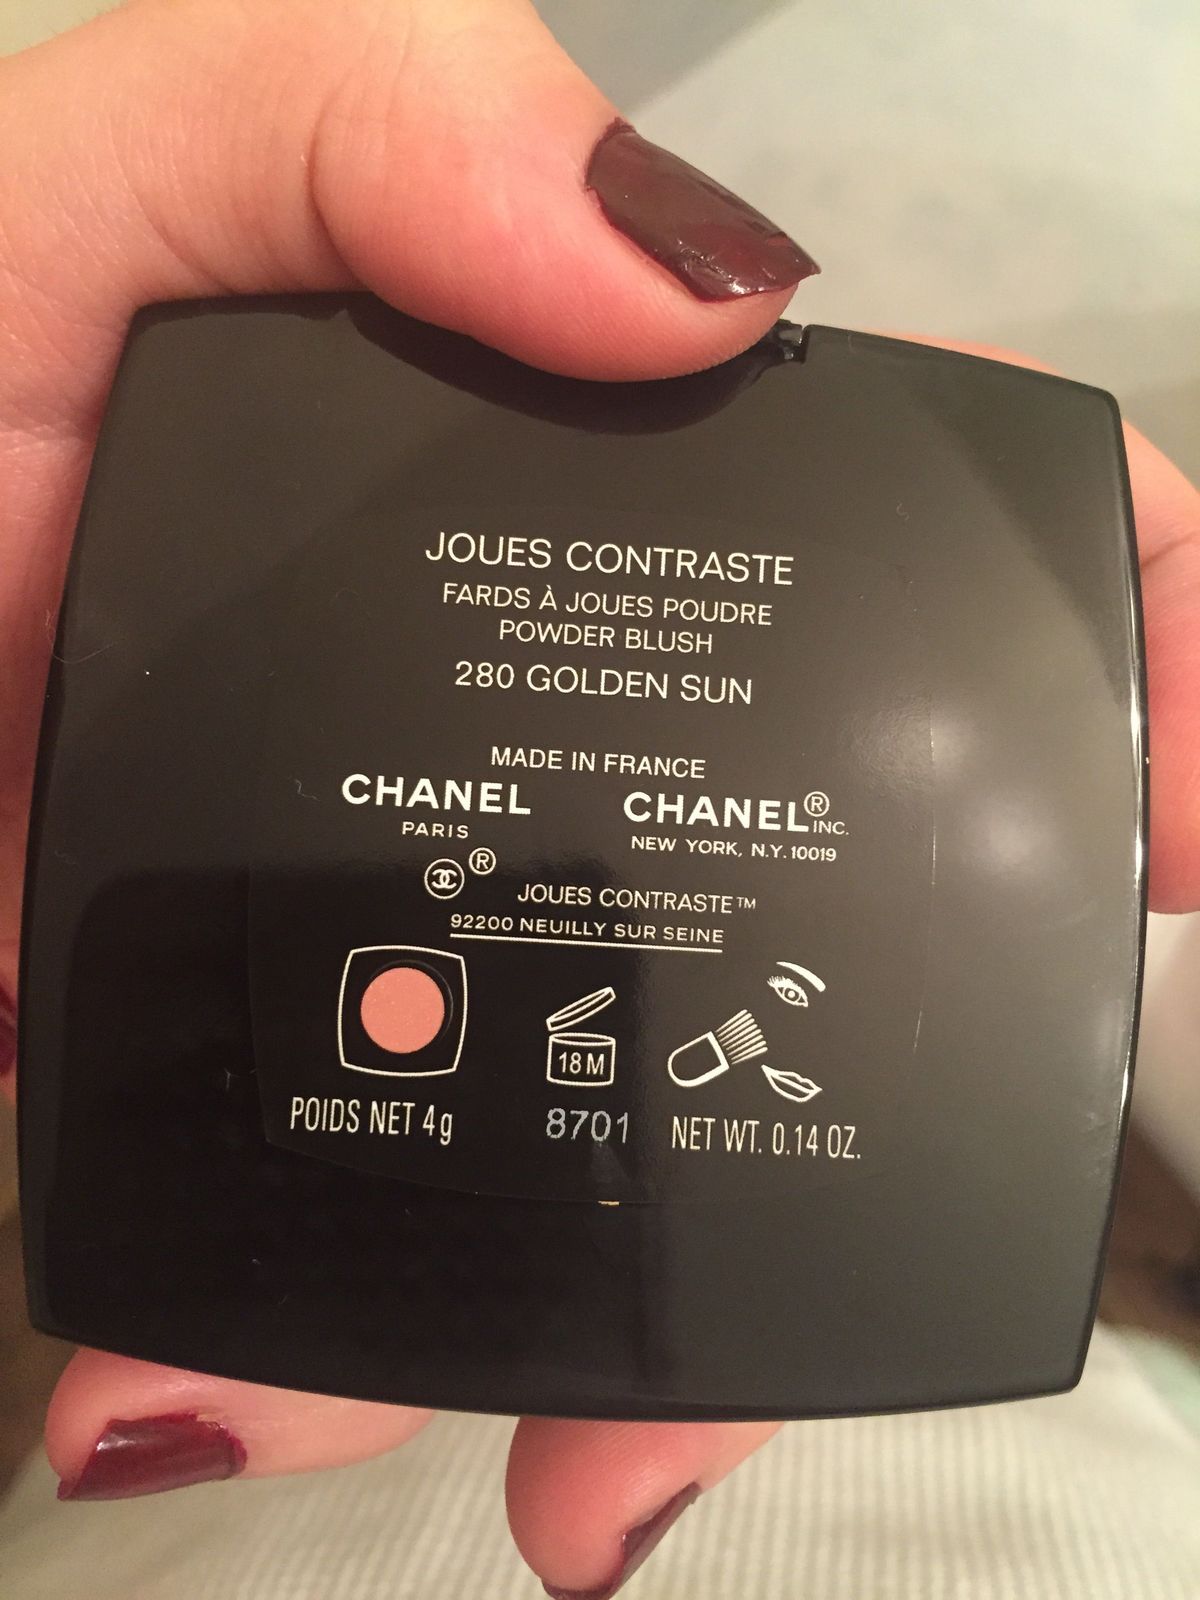 JOUES CONTRASTE
FARDS À JOUES POUDRE
POWDER BLUSH
280 GOLDEN SUN
MADE IN FRANCE
CHANEL
PARIS
CHANEL® INC.
NEW YORK, N.Y. 10019
®
JOUES CONTRASTE™
92200 NEUILLY SUR SEINE
18 M
POIDS NET 4g
8701
NET WT. 0.14 OZ.